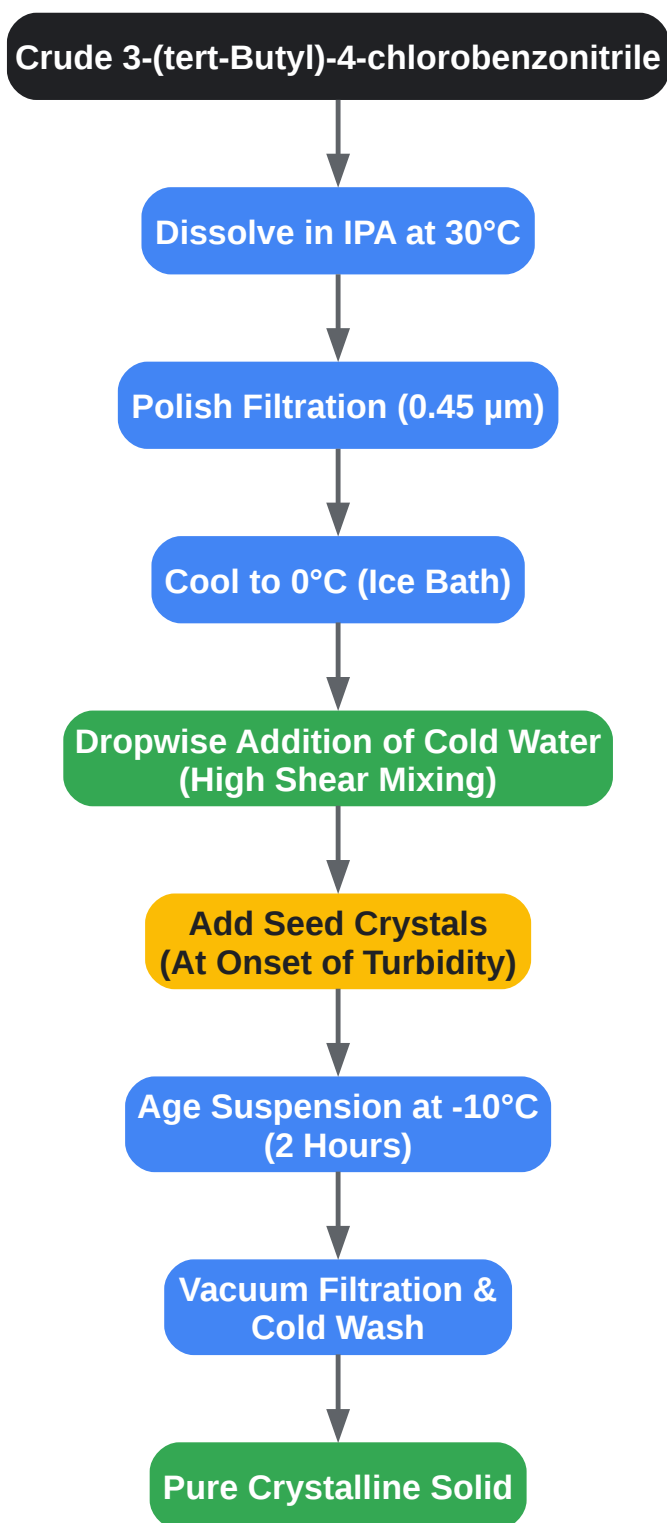 Crude 3-(tert-Butyl)-4-chlorobenzonitrile
Dissolve in IPA at 30°C
Polish Filtration (0.45 µm)
Cool to 0°C (Ice Bath)
Dropwise Addition of Cold Water
(High Shear Mixing)
Add Seed Crystals
(At Onset of Turbidity)
Age Suspension at -10°C
(2 Hours)
Vacuum Filtration &
Cold Wash
Pure Crystalline Solid